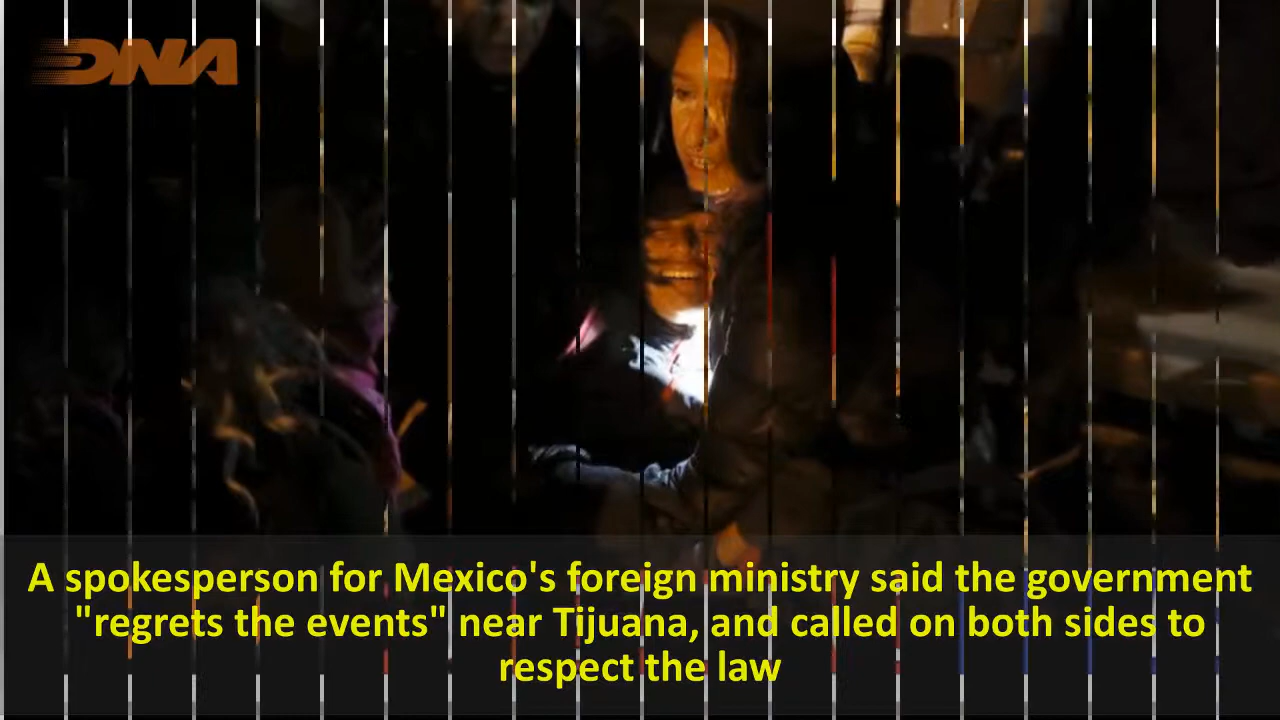 DNA
A spokesperson for Mexico's foreign ministry said the government
"regrets the events" near Tijuana, and called on both sides to
respect the law